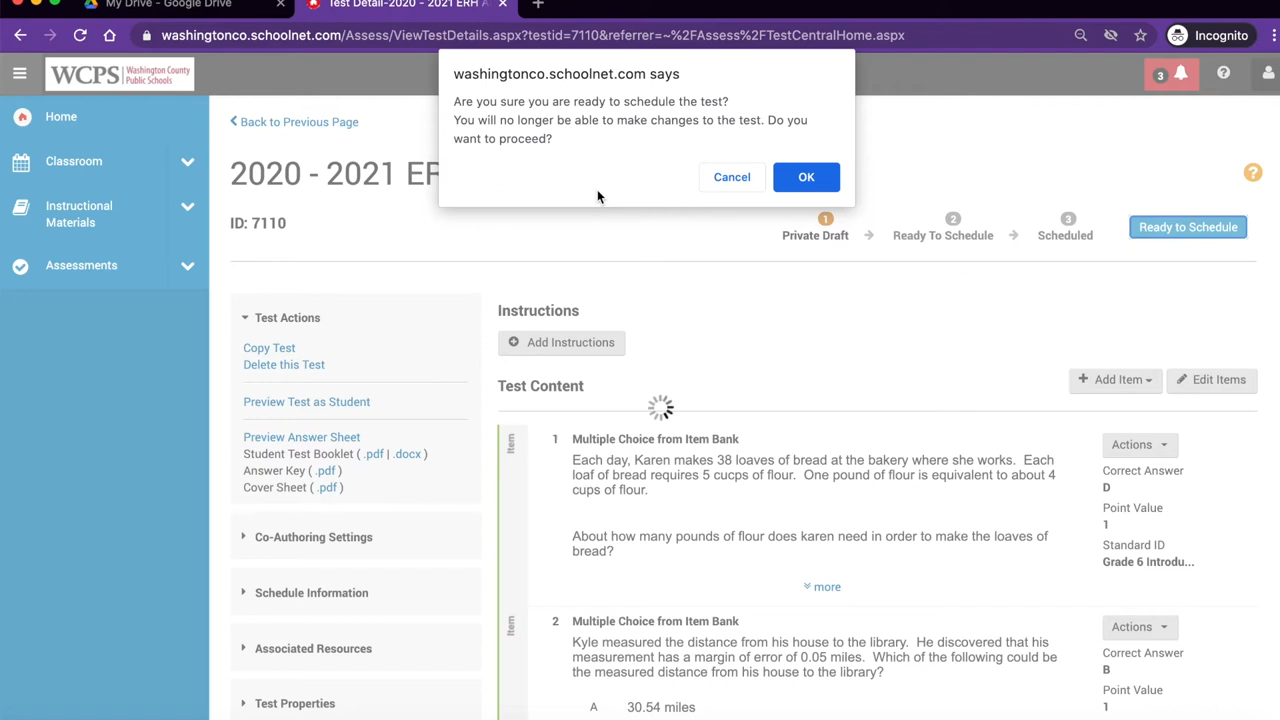 My Drive - Google Drive
Test Detail-2020 - 2021 ERH A
washingtonco.schoolnet.com/Assess/ViewTestDetails.aspx?testid=7110&referrer=~%2FAssess%2FTestCentralHome.aspx
Incognito
WCPS Washington County Public Schools
3
washingtonco.schoolnet.com says
Are you sure you are ready to schedule the test?
You will no longer be able to make changes to the test. Do you
want to proceed?
Cancel
OK
Home
Classroom
Instructional
Materials
Assessments
Back to Previous Page
2020 - 2021 ER
ID: 7110
1
Private Draft
2
Ready To Schedule
3
Scheduled
Ready to Schedule
Test Actions
Copy Test
Delete this Test
Preview Test as Student
Preview Answer Sheet
Student Test Booklet ( .pdf | .docx )
Answer Key ( .pdf )
Cover Sheet ( .pdf )
Co-Authoring Settings
Schedule Information
Associated Resources
Test Properties
Instructions
Add Instructions
Test Content
Add Item
Edit Items
Item
1 Multiple Choice from Item Bank
Each day, Karen makes 38 loaves of bread at the bakery where she works. Each
loaf of bread requires 5 cucps of flour. One pound of flour is equivalent to about 4
cups of flour.
About how many pounds of flour does karen need in order to make the loaves of
bread?
more
Actions
Correct Answer
D
Point Value
1
Standard ID
Grade 6 Introdu...
Item
2 Multiple Choice from Item Bank
Kyle measured the distance from his house to the library. He discovered that his
measurement has a margin of error of 0.05 miles. Which of the following could be
the measured distance from his house to the library?
A 30.54 miles
Actions
Correct Answer
B
Point Value
1